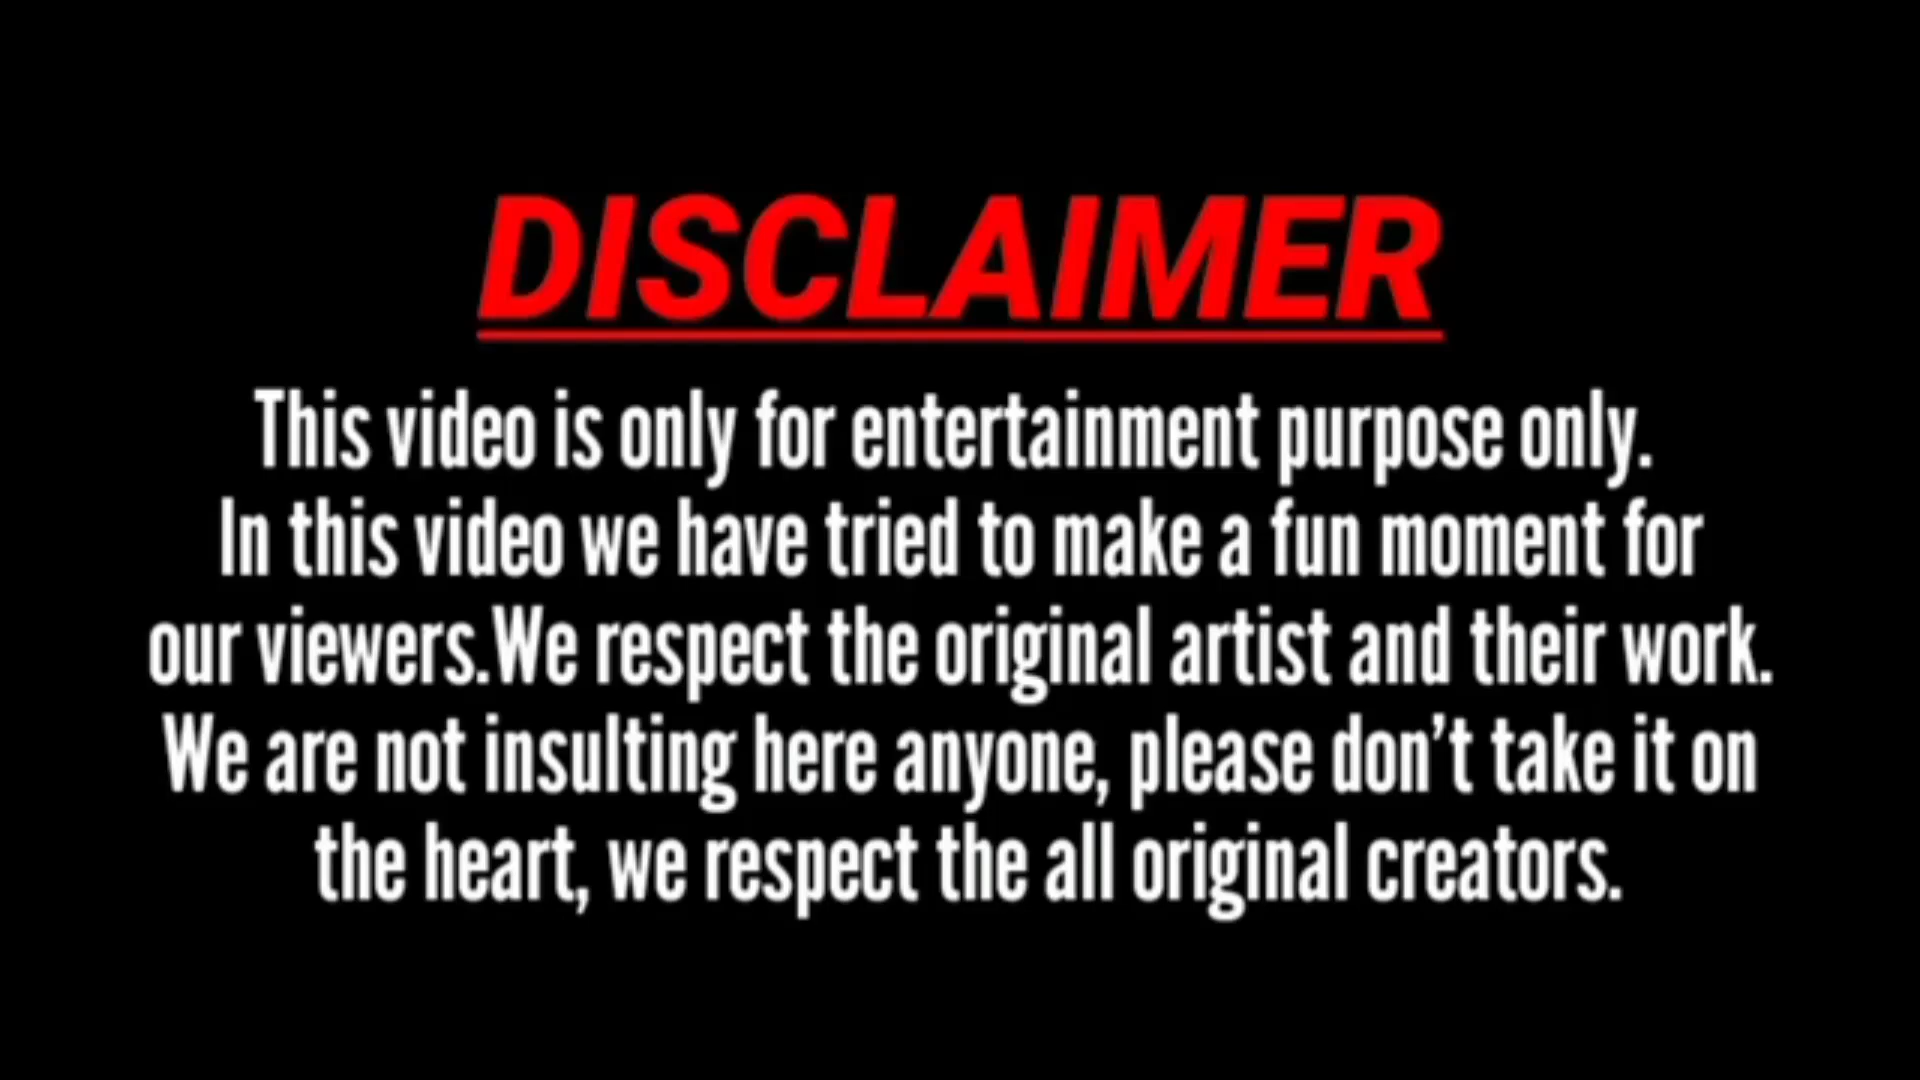 DISCLAIMER
This video is only for entertainment purpose only.
In this video we have tried to make a fun moment for
our viewers.We respect the original artist and their work.
We are not insulting here anyone, please don’t take it on
the heart, we respect the all original creators.